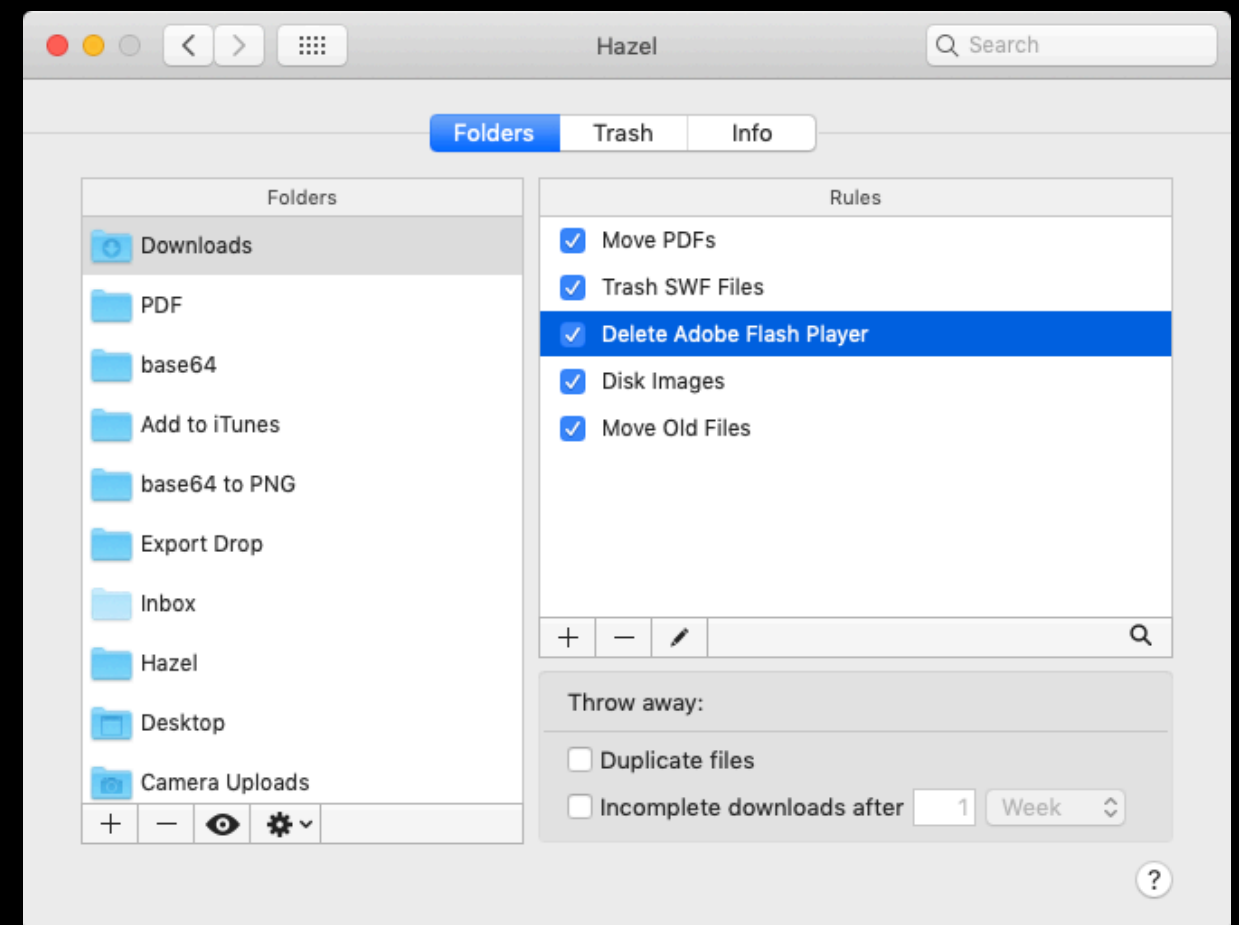 Hazel
Search
Folders
Trash
Info
Folders
Downloads
PDF
base64
Add to iTunes
base64 to PNG
Export Drop
Inbox
Hazel
Desktop
Camera Uploads
Rules
Move PDFs
Trash SWF Files
Delete Adobe Flash Player
Disk Images
Move Old Files
Throw away:
Duplicate files
Incomplete downloads after 1 Week
?